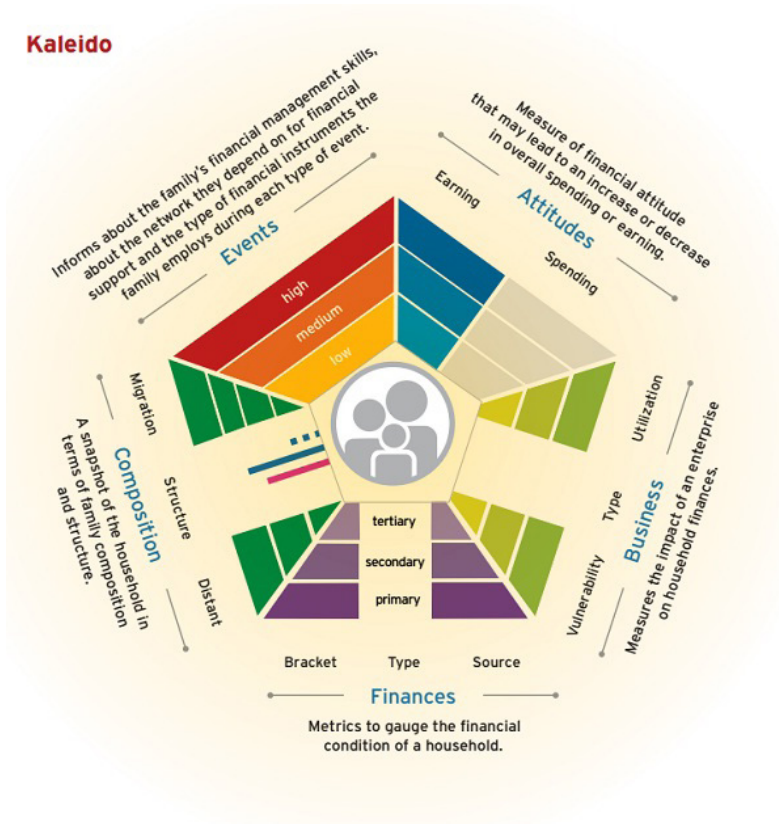 Kaleido
Informs about the family's financial management skills,
about the network they depend on for financial
support and the type of financial instruments the
family employs during each type of event.
Events
high
medium
low
Measure of financial attitude
that may lead to an increase or decrease
in overall spending or earning.
Attitudes
Earning
Spending
Utilization
Type
Vulnerability
Business
Measures the impact of an enterprise
on household finances.
Migration
Structure
Distant
Composition
A snapshot of the household in
terms of family composition
and structure.
tertiary
secondary
primary
Bracket Type Source
Finances
Metrics to gauge the financial
condition of a household.